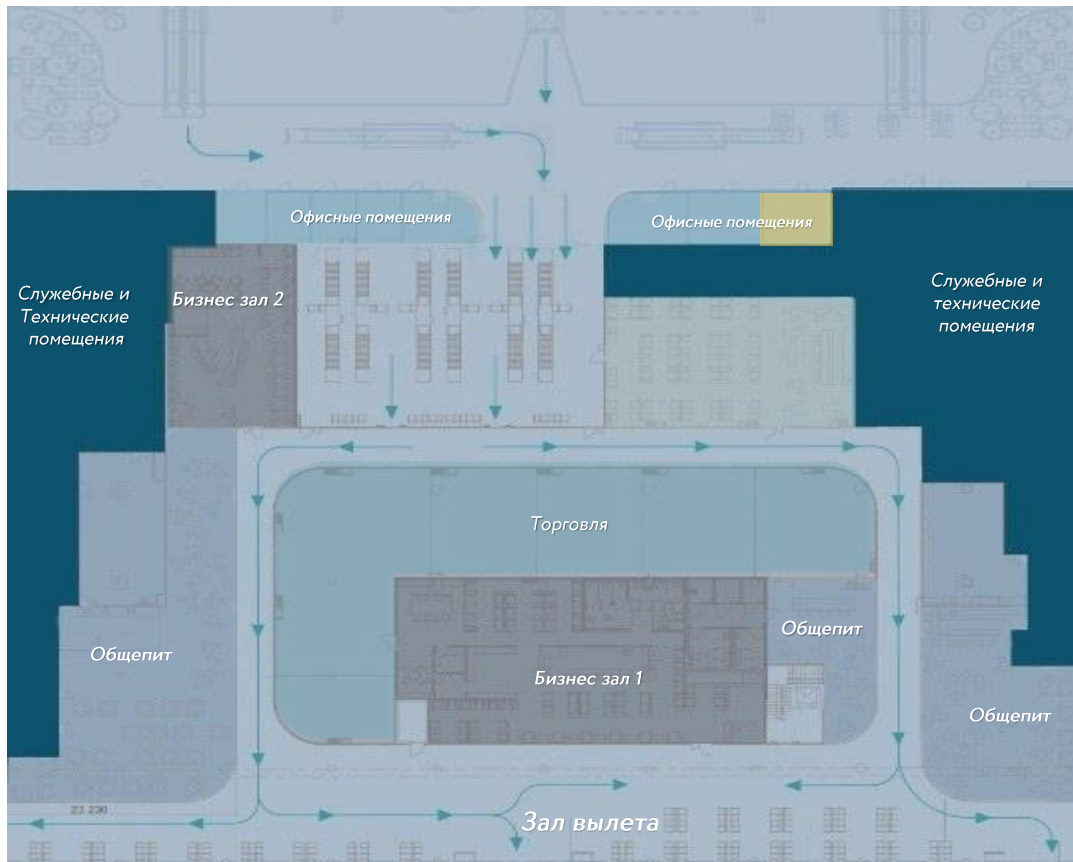 Офисные помещения
Офисные помещения
Служебные и
Технические
помещения
Бизнес зал 2
Служебные и
технические
помещения
Торговля
Общепит
Общепит
Бизнес зал 1
Общепит
Зал вылета